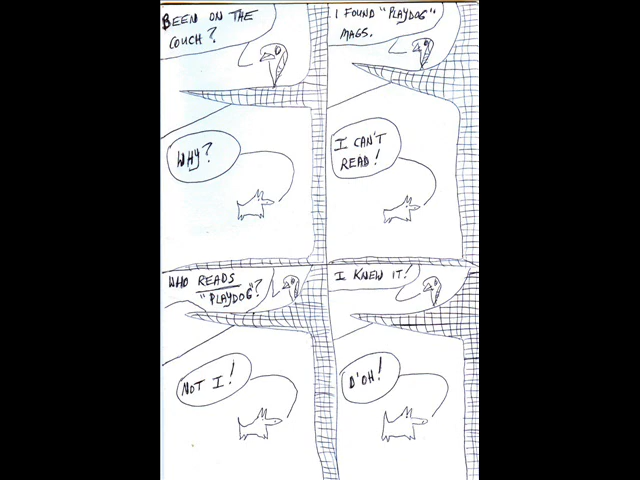 BEEN ON THE
COUCH?
WHY?
I FOUND "PLAYDOG"
MAGS.
I CAN'T
READ!
WHO READS
"PLAYDOG"?
NOT I!
I KNEW IT!
D'OH!